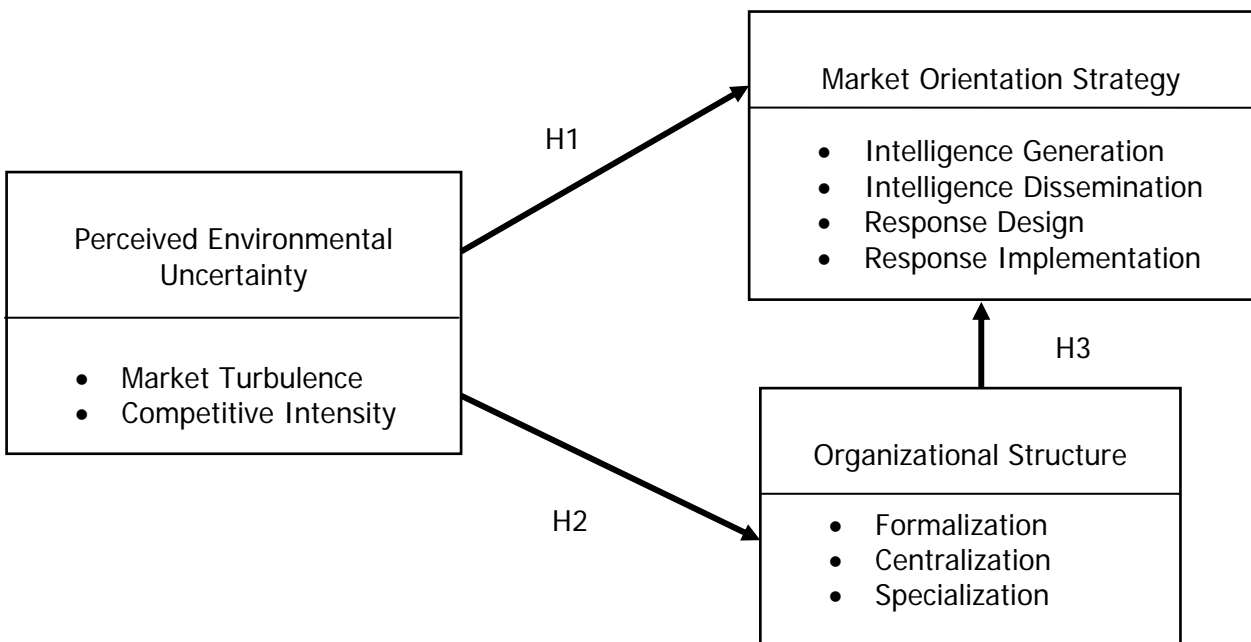 Market Orientation Strategy
• Intelligence Generation
• Intelligence Dissemination
• Response Design
• Response Implementation
H1
Perceived Environmental
Uncertainty
• Market Turbulence
• Competitive Intensity
H2
H3
Organizational Structure
• Formalization
• Centralization
• Specialization